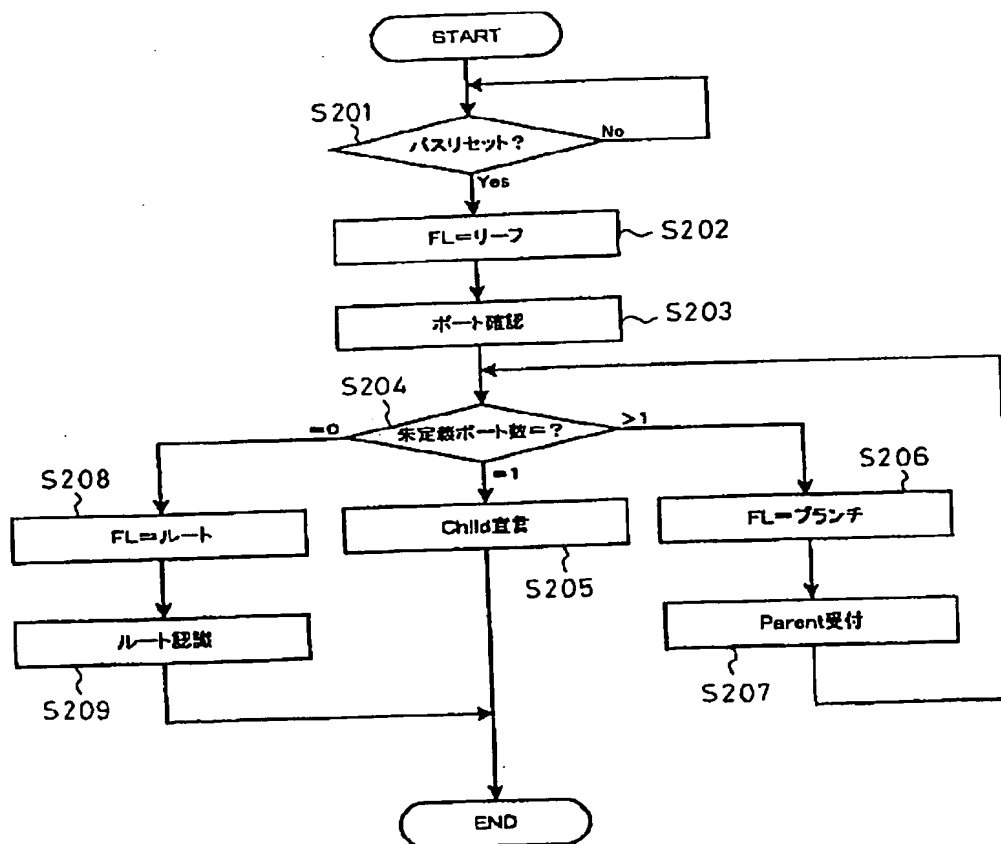 START
S201
バスリセット?
No
Yes
FL=リーフ
S202
ポート確認
S203
S204
未定義ポート数=?
=0
>1
=1
S208
FL=ルート
Child宣言
S205
S206
FL=ブランチ
ルート認識
S209
Parent受付
S207
END